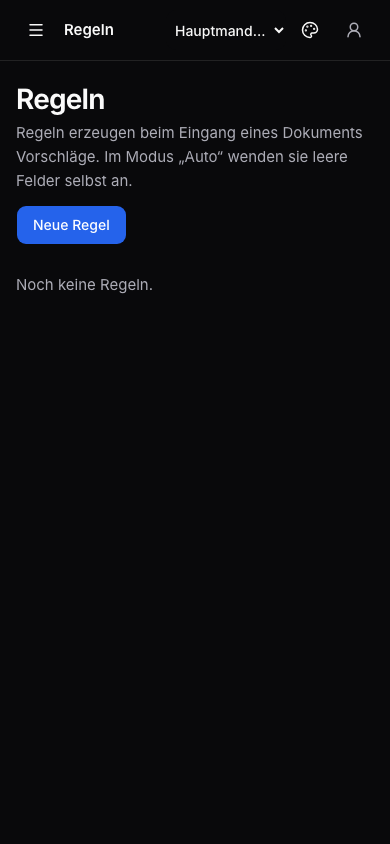 Regeln
Hauptmand...
Regeln
Regeln erzeugen beim Eingang eines Dokuments
Vorschläge. Im Modus „Auto“ wenden sie leere
Felder selbst an.
Neue Regel
Noch keine Regeln.